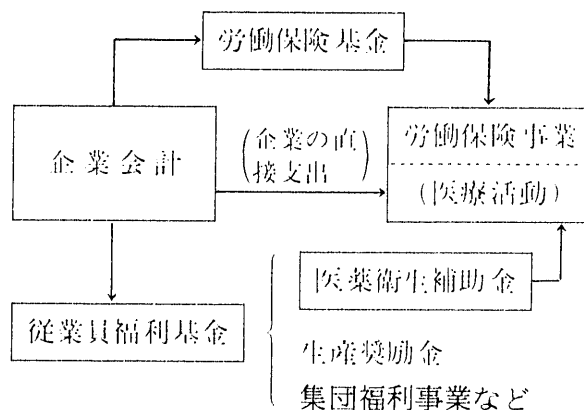 労働保険基金
企業会計
(企業の直
接支出)
労働保険事業
(医療活動)
従業員福利基金
医薬衛生補助金
生産奨励金
集団福利事業など